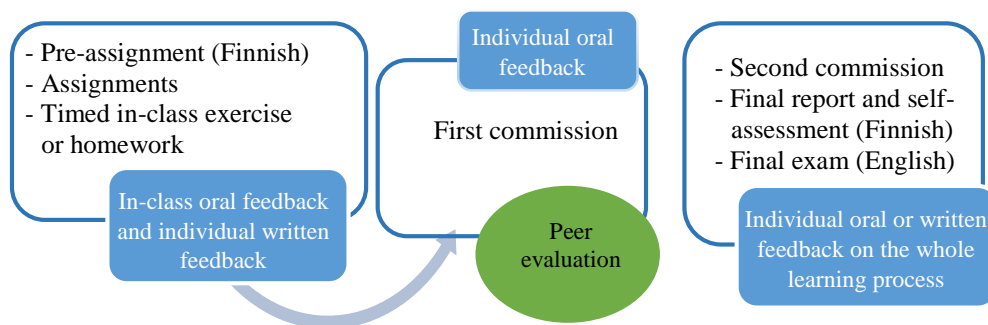 - Pre-assignment (Finnish)
- Assignments
- Timed in-class exercise
or homework
In-class oral feedback
and individual written
feedback
Individual oral
feedback
First commission
Peer
evaluation
- Second commission
- Final report and self-
assessment (Finnish)
- Final exam (English)
Individual oral or written
feedback on the whole
learning process